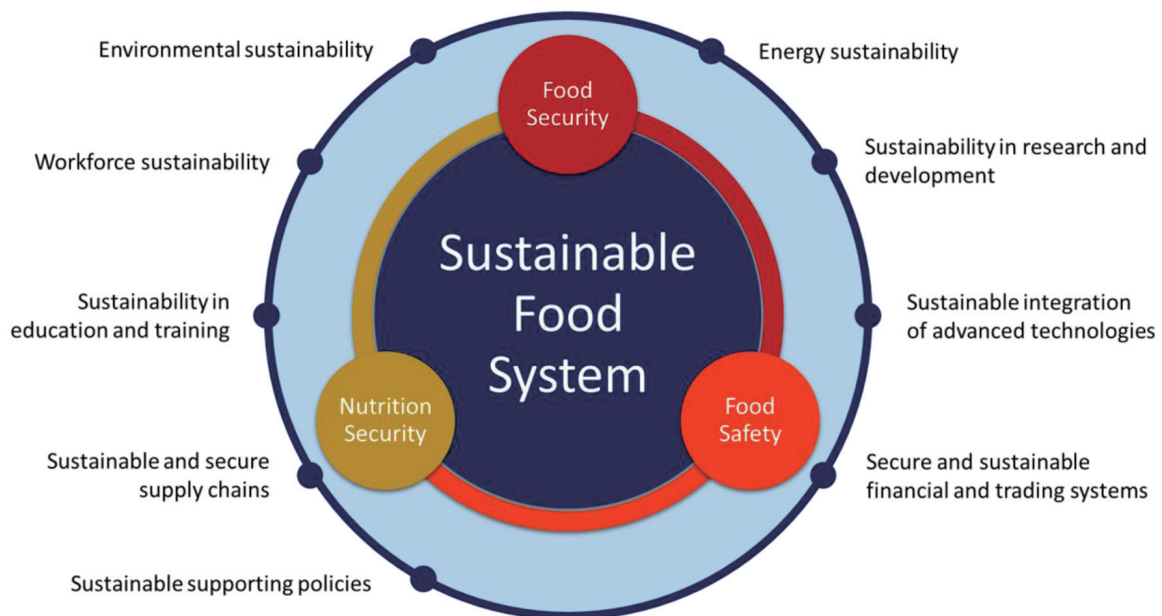 Environmental sustainability
Energy sustainability
Food
Security
Workforce sustainability
Sustainability in research and
development
Sustainable
Food
System
Sustainability in
education and training
Sustainable integration
of advanced technologies
Nutrition
Security
Food
Safety
Sustainable and secure
supply chains
Secure and sustainable
financial and trading systems
Sustainable supporting policies